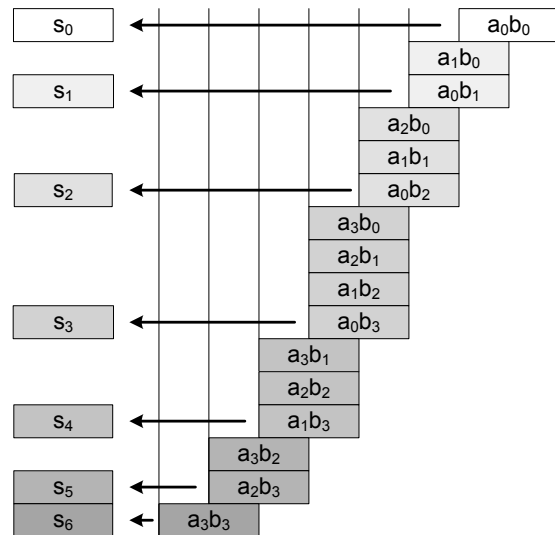 s₀ a₀b₀
a₁b₀
s₁ a₀b₁
a₂b₀
a₁b₁
s₂ a₀b₂
a₃b₀
a₂b₁
a₁b₂
s₃ a₀b₃
a₃b₁
a₂b₂
s₄ a₁b₃
a₃b₂
s₅ a₂b₃
s₆ a₃b₃